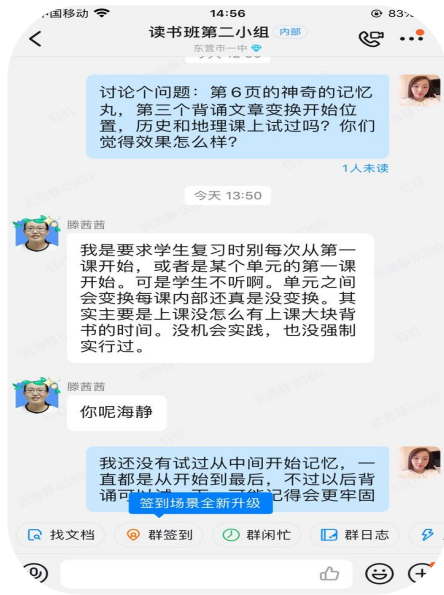 国移动
14:56
83
读书班第二小组 内部
东营市一中
讨论个问题：第6页的神奇的记忆
丸，第三个背诵文章变换开始位
置，历史和地理课上试过吗？你们
觉得效果怎么样？
1人未读
今天 13:50
滕茜茜
我是要求学生复习时别每次从第一
课开始，或者是某个单元的第一课
开始。可是学生不听啊。单元之间
会变换每课内部还真是没变换。其
实主要是上课没怎么有上课大块背
书的时间。没机会实践，也没强制
实行过。
滕茜茜
你呢海静
我还没有试过从中间开始记忆，一
直都是从开始到最后，不过以后背
记得会更牢固
签到场景全新升级
找文档
群签到
群闲忙
群日志